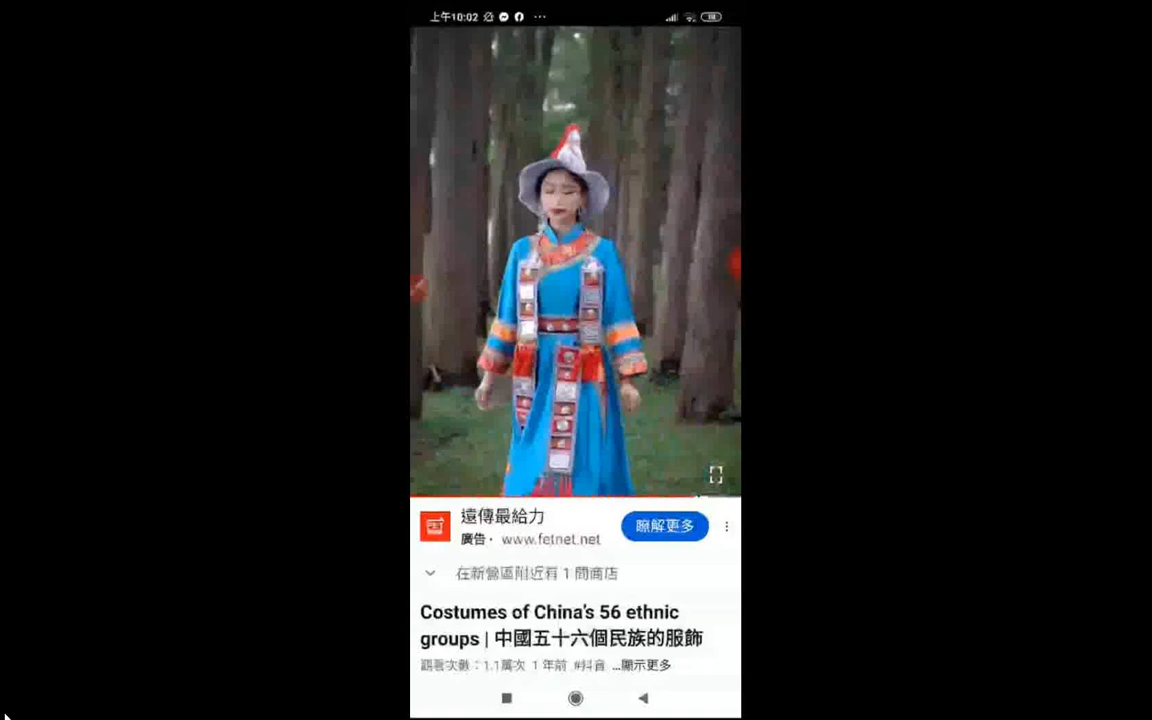 上午10:02
遠傳最給力
瞭解更多
廣告· www.fetnet.net
在新營區附近有 1 間商店
Costumes of China's 56 ethnic
groups | 中國五十六個民族的服飾
觀看次數：1.1萬次 1 年前 #抖音 ...顯示更多